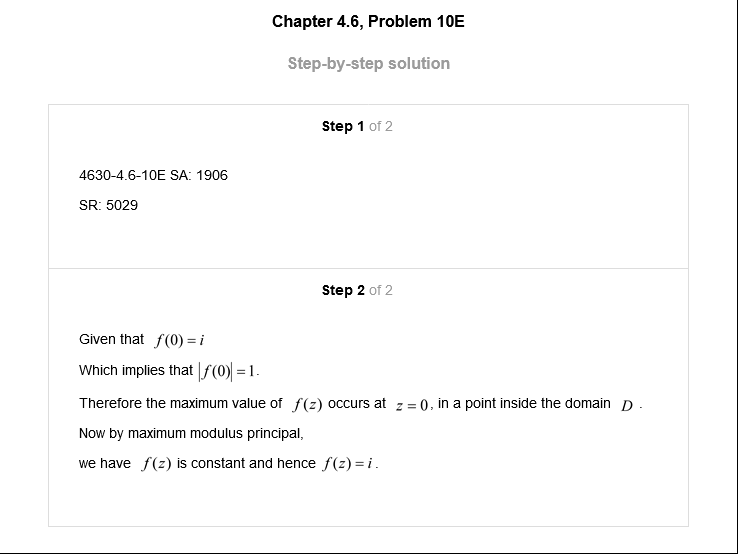 Chapter 4.6, Problem 10E
Step-by-step solution
Step 1 of 2
4630-4.6-10E SA: 1906
SR: 5029
Step 2 of 2
Given that f(0) = i
Which implies that |f(0)| = 1.
Therefore the maximum value of f(z) occurs at z = 0, in a point inside the domain D .
Now by maximum modulus principal,
we have f(z) is constant and hence f(z) = i.